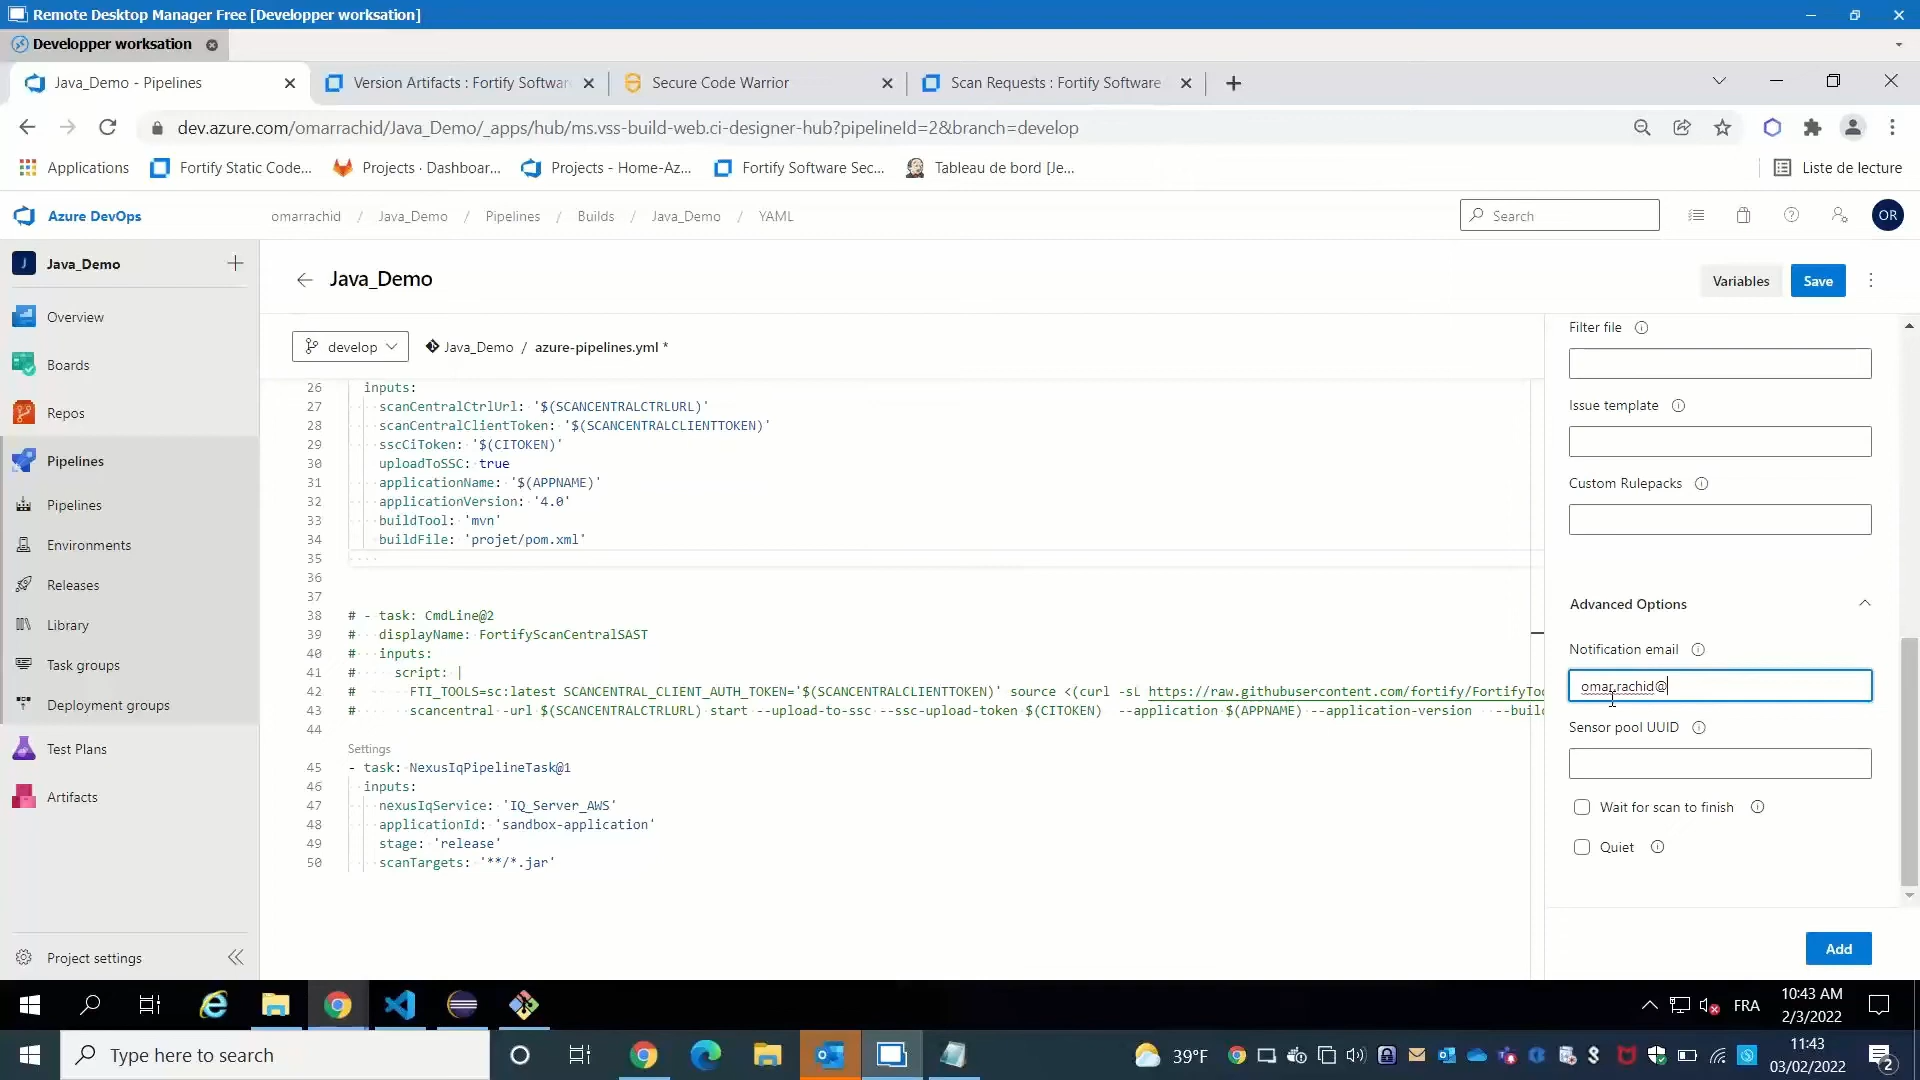 Remote Desktop Manager Free [Developper worksation]
Developper worksation
Java_Demo - Pipelines
Version Artifacts : Fortify Softwar
Secure Code Warrior
Scan Requests : Fortify Software
dev.azure.com/omarrachid/Java_Demo/_apps/hub/ms.vss-build-web.ci-designer-hub?pipelineId=2&branch=develop
Applications
Fortify Static Code...
Projects · Dashboar...
Projects - Home-Az...
Fortify Software Sec...
Tableau de bord [Je...
Liste de lecture
Azure DevOps
omarrachid / Java_Demo / Pipelines / Builds / Java_Demo / YAML
Search
OR
J Java_Demo
Java_Demo
Variables
Save
Overview
Boards
Repos
Pipelines
Pipelines
Environments
Releases
Library
Task groups
Deployment groups
Test Plans
Artifacts
Project settings
develop
Java_Demo / azure-pipelines.yml *
26 inputs:
27 scanCentralCtrlUrl: '$(SCANCENTRALCTRLURL)'
28 scanCentralClientToken: '$(SCANCENTRALCLIENTTOKEN)'
29 sscCiToken: '$(CITOKEN)'
30 uploadToSSC: true
31 applicationName: '$(APPNAME)'
32 applicationVersion: '4.0'
33 buildTool: 'mvn'
34 buildFile: 'projet/pom.xml'
35
36
37
38 # - task: CmdLine@2
39 # displayName: FortifyScanCentralSAST
40 # inputs:
41 # script: |
42 # FTI_TOOLS=sc:latest SCANCENTRAL_CLIENT_AUTH_TOKEN='$(SCANCENTRALCLIENTTOKEN)' source <(curl -sL https://raw.githubusercontent.com/fortify/FortifyToo
43 # scancentral -url $(SCANCENTRALCTRLURL) start --upload-to-ssc --ssc-upload-token $(CITOKEN) --application $(APPNAME) --application-version --buil
44
Settings
45 - task: NexusIqPipelineTask@1
46 inputs:
47 nexusIqService: 'IQ_Server_AWS'
48 applicationId: 'sandbox-application'
49 stage: 'release'
50 scanTargets: '**/*.jar'
Filter file
Issue template
Custom Rulepacks
Advanced Options
Notification email
omar.rachid@
Sensor pool UUID
Wait for scan to finish
Quiet
Add
FRA
10:43 AM
2/3/2022
Type here to search
39°F
11:43
03/02/2022
2